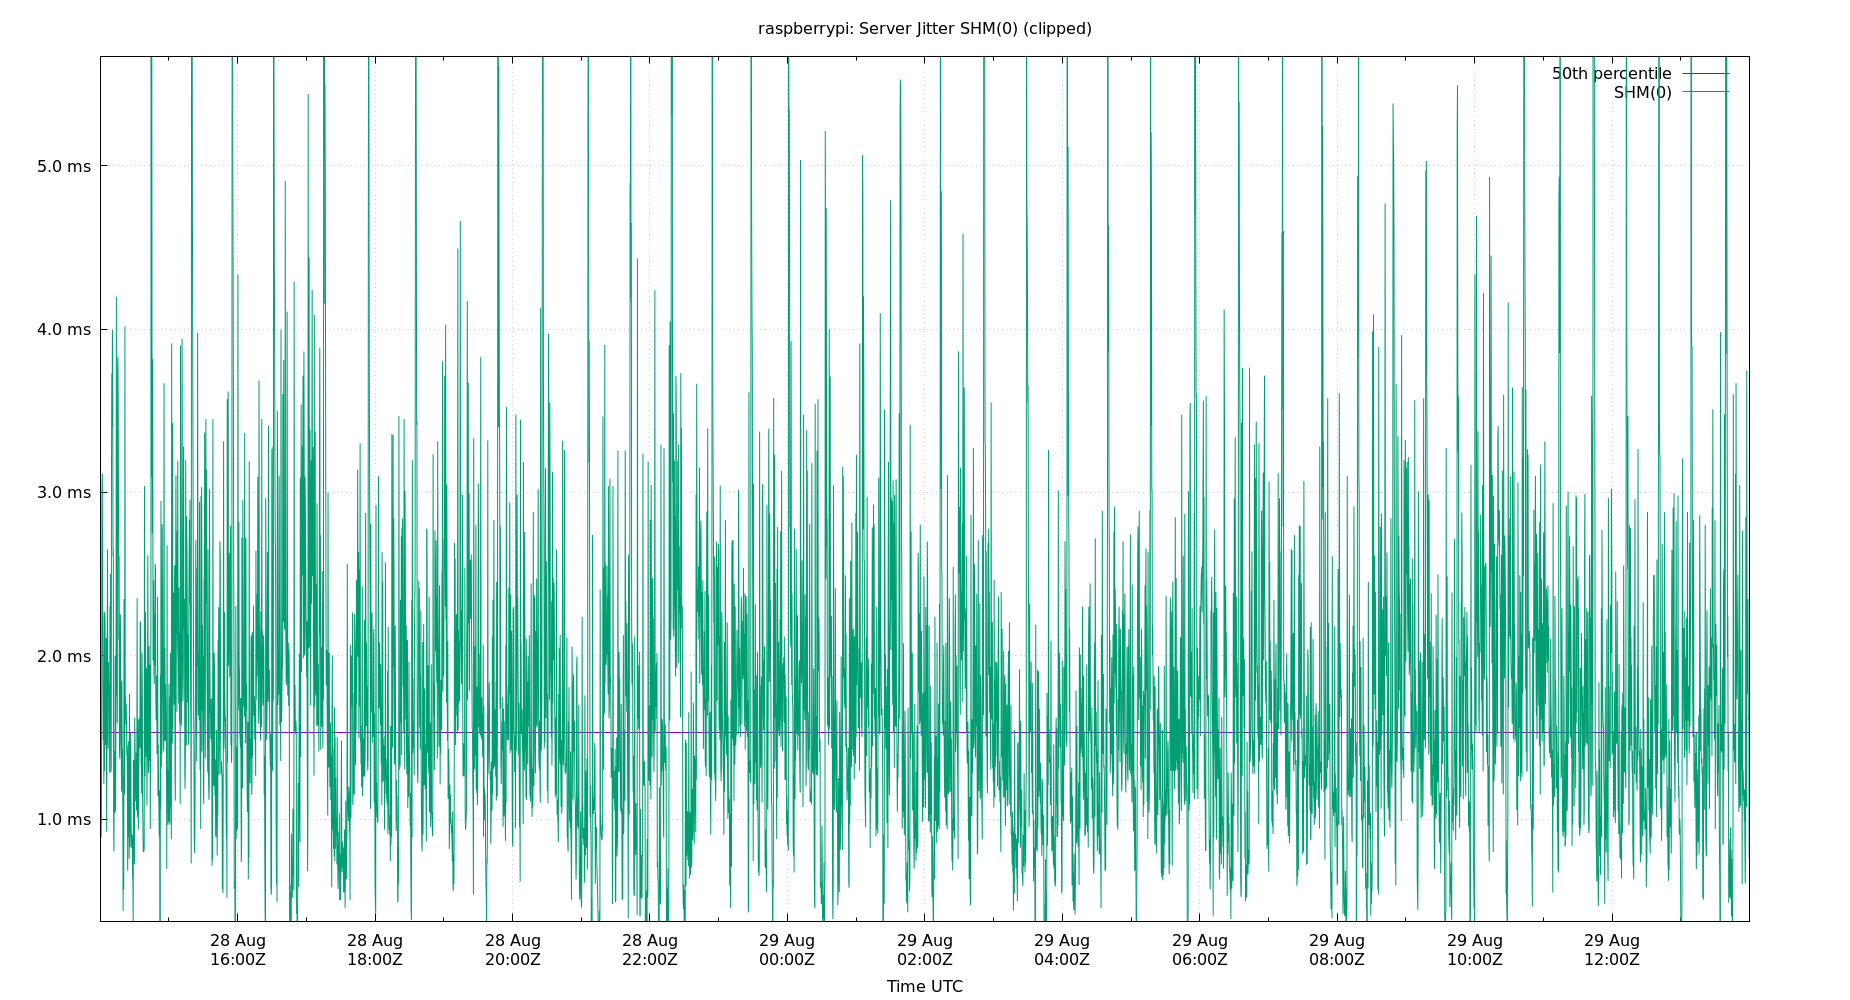 raspberrypi: Server Jitter SHM(0) (clipped)
50th percentile
SHM(0)
5.0 ms
4.0 ms
3.0 ms
2.0 ms
1.0 ms
28 Aug 28 Aug 28 Aug 28 Aug 29 Aug 29 Aug 29 Aug 29 Aug 29 Aug 29 Aug 29 Aug
16:00Z 18:00Z 20:00Z 22:00Z 00:00Z 02:00Z 04:00Z 06:00Z 08:00Z 10:00Z 12:00Z
Time UTC